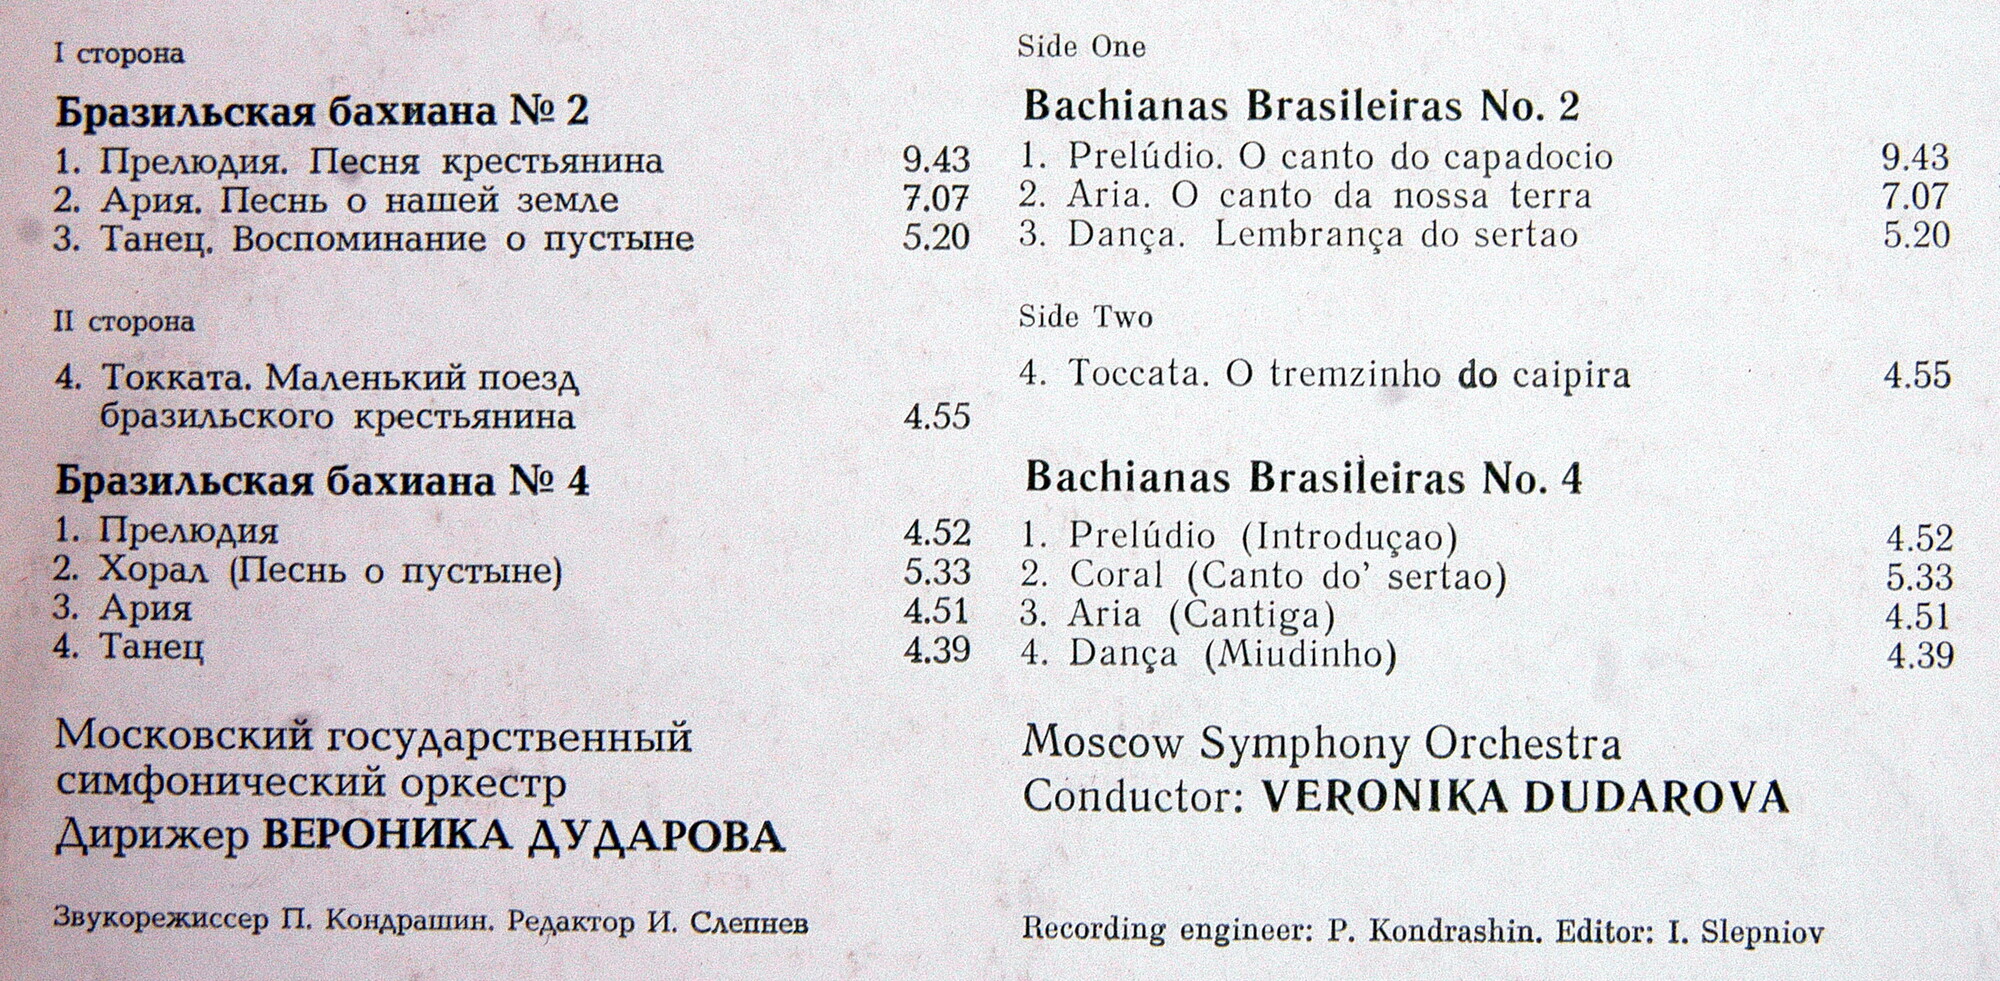 I сторона
Бразильская бахиана № 2
1. Прелюдия. Песня крестьянина 9.43
2. Ария. Песнь о нашей земле 7.07
3. Танец. Воспоминание о пустыне 5.20
II сторона
4. Токката. Маленький поезд
бразильского крестьянина 4.55
Бразильская бахиана № 4
1. Прелюдия 4.52
2. Хорал (Песнь о пустыне) 5.33
3. Ария 4.51
4. Танец 4.39
Московский государственный
симфонический оркестр
Дирижер ВЕРОНИКА ДУДАРОВА
Звукорежиссер П. Кондрашин. Редактор И. Слепнев
Side One
Bachianas Brasileiras No. 2
1. Prelúdio. O canto do capadocio 9.43
2. Aria. O canto da nossa terra 7.07
3. Dança. Lembrança do sertao 5.20
Side Two
4. Toccata. O tremzinho do caipira 4.55
Bachianas Brasileiras No. 4
1. Prelúdio (Introduçao) 4.52
2. Coral (Canto do' sertao) 5.33
3. Aria (Cantiga) 4.51
4. Dança (Miudinho) 4.39
Moscow Symphony Orchestra
Conductor: VERONIKA DUDAROVA
Recording engineer: P. Kondrashin. Editor: I. Slepniov